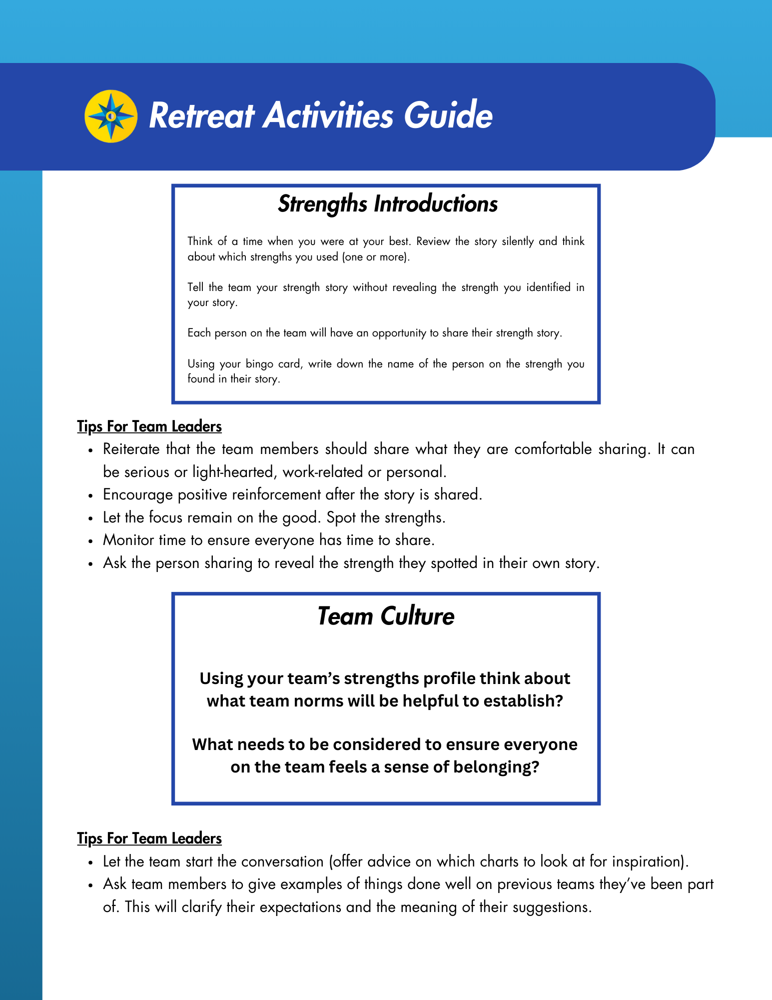 Retreat Activities Guide
Strengths Introductions
Think of a time when you were at your best. Review the story silently and think
about which strengths you used (one or more).
Tell the team your strength story without revealing the strength you identified in
your story.
Each person on the team will have an opportunity to share their strength story.
Using your bingo card, write down the name of the person on the strength you
found in their story.
Tips For Team Leaders
• Reiterate that the team members should share what they are comfortable sharing. It can
be serious or light-hearted, work-related or personal.
• Encourage positive reinforcement after the story is shared.
• Let the focus remain on the good. Spot the strengths.
• Monitor time to ensure everyone has time to share.
• Ask the person sharing to reveal the strength they spotted in their own story.
Team Culture
Using your team’s strengths profile think about
what team norms will be helpful to establish?
What needs to be considered to ensure everyone
on the team feels a sense of belonging?
Tips For Team Leaders
• Let the team start the conversation (offer advice on which charts to look at for inspiration).
• Ask team members to give examples of things done well on previous teams they’ve been part
of. This will clarify their expectations and the meaning of their suggestions.